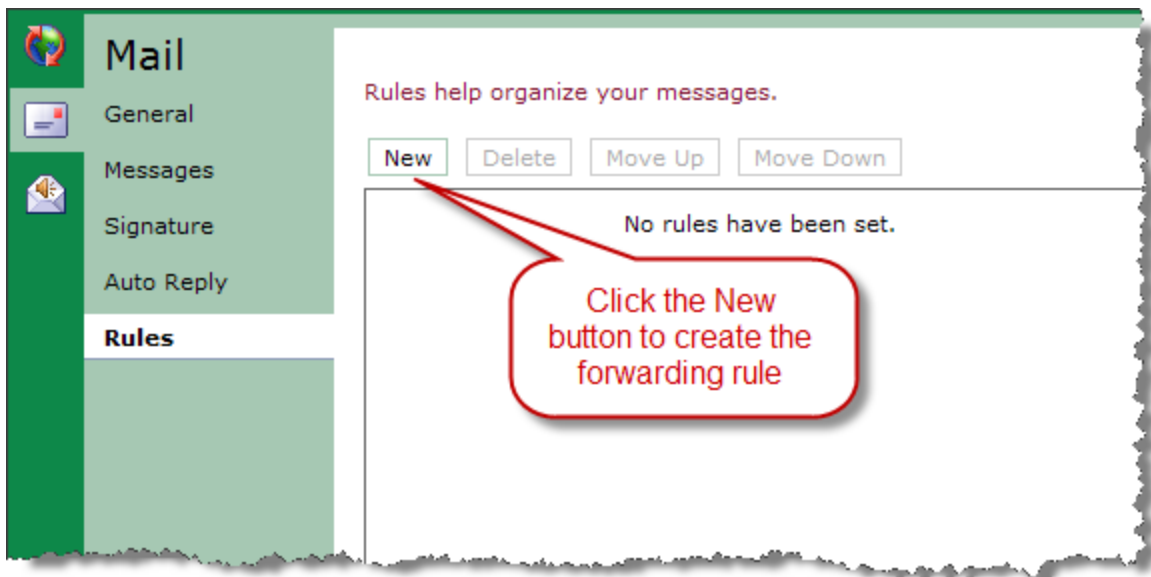 Mail
General
Messages
Signature
Auto Reply
Rules
Rules help organize your messages.
New Delete Move Up Move Down
No rules have been set.
Click the New
button to create the
forwarding rule